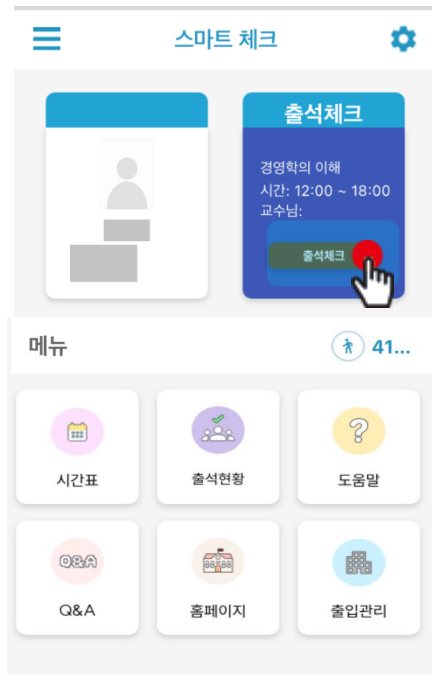 스마트 체크
출석체크
경영학의 이해
시간: 12:00 ~ 18:00
교수님:
출석체크
메뉴
41...
시간표
출석현황
도움말
Q&A
Q&A
홈페이지
출입관리